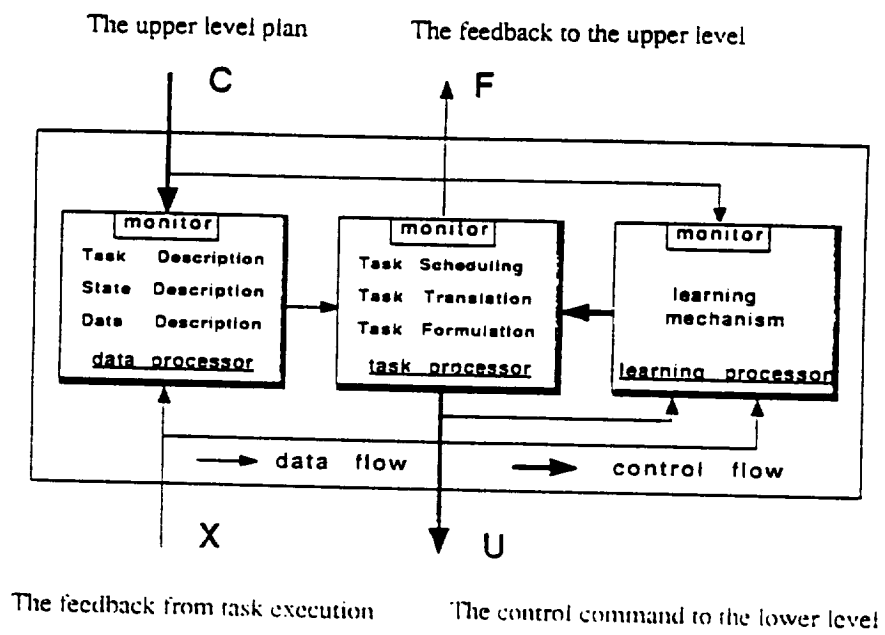 The upper level plan
The feedback to the upper level
C
F
monitor
Task Description
State Description
Data Description
data processor
monitor
Task Scheduling
Task Translation
Task Formulation
task processor
monitor
learning
mechanism
learning processor
data flow
control flow
X
U
The feedback from task execution
The control command to the lower level